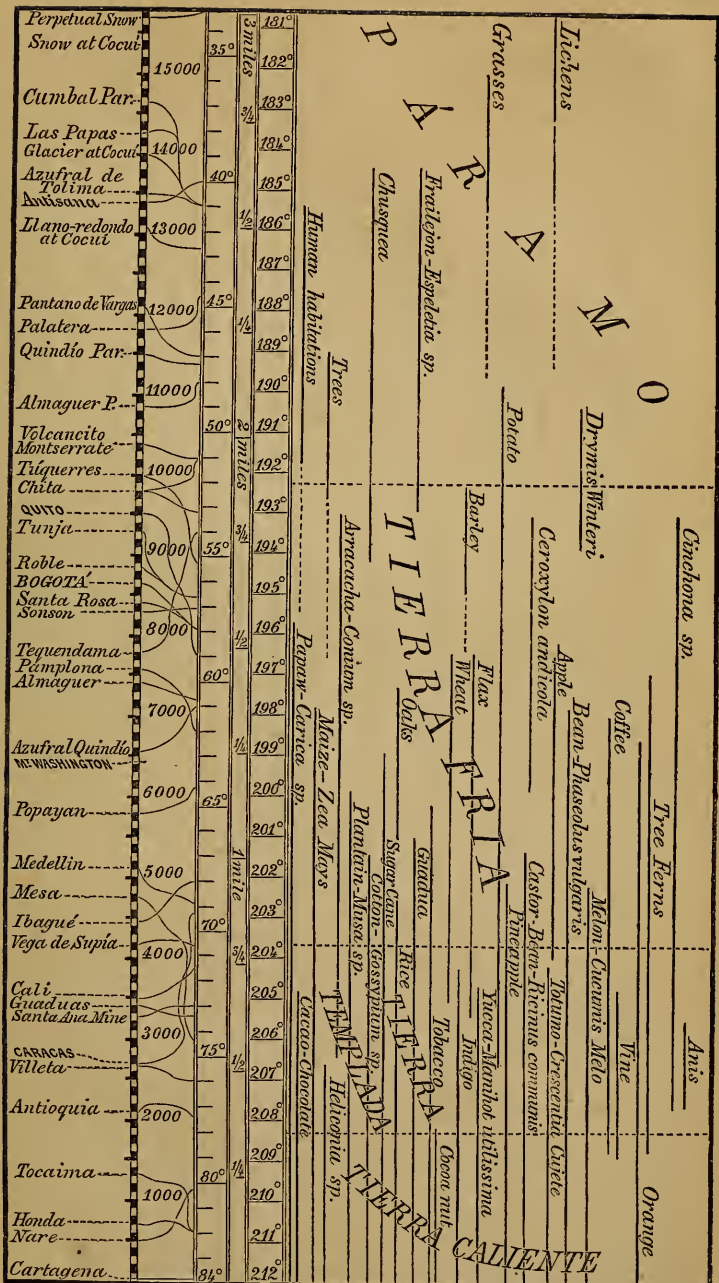 Perpetual Snow
Snow at Cocui
Cumbal Par.
Las Papas
Glacier at Cocuí
Azufral de
Tolima
Antisana
Llano-redondo
at Cocuí
Pantano de Vargas
Palatera
Quindío Par.
Almaguer P.
Volcancito
Montserrate
Túquerres
Chita
QUITO
Tunja
Roble
BOGOTÁ
Santa Rosa
Sonson
Tequendama
Pamplona
Almaguer
Azufral Quindío
Mt. WASHINGTON
Popayan
Medellin
Mesa
Ibagué
Vega de Supía
Cali
Guaduas
Santa Ana Mine
CARACAS
Villeta
Antioquia
Tocaima
Honda
Nare
Cartagena
15000
14000
13000
12000
11000
10000
9000
8000
7000
6000
5000
4000
3000
2000
1000
35°
40°
45°
50°
55°
60°
65°
70°
75°
80°
84°
3 miles
3/4
1/2
1/4
2 miles
3/4
1/2
1/4
1 mile
3/4
1/2
1/4
181°
182°
183°
184°
185°
186°
187°
188°
189°
190°
191°
192°
193°
194°
195°
196°
197°
198°
199°
200°
201°
202°
203°
204°
205°
206°
207°
208°
209°
210°
211°
212°
PÁRAMO
Lichens
Grasses
Frailejon-Espeletia sp.
Chusquea
Human habitations
Trees
Potato
Drymis Winteri
TIERRA FRIA
Cinchona sp.
Ceroxylon andicola
Barley
Arracacha-Conium sp.
Papaw-Carica sp.
Maize-Zea Mays
Oaks
Flax
Wheat
Apple
Bean-Phaseolus vulgaris
Coffee
Tree Ferns
Plantain-Musa sp.
Cotton-Gossypium sp.
Sugar Cane
Guadua
Rice
Pineapple
Castor-Bean-Ricinus communis
Melon-Cucumis Melo
TIERRA TEMPLADA
Cacao-Chocolate
Heliconia sp.
Tobacco
Indigo
Yucca-Manihot utilissima
Totumo-Crescentia Cujete
Vine
Anis
TIERRA CALIENTE
Cocoa nut
Orange